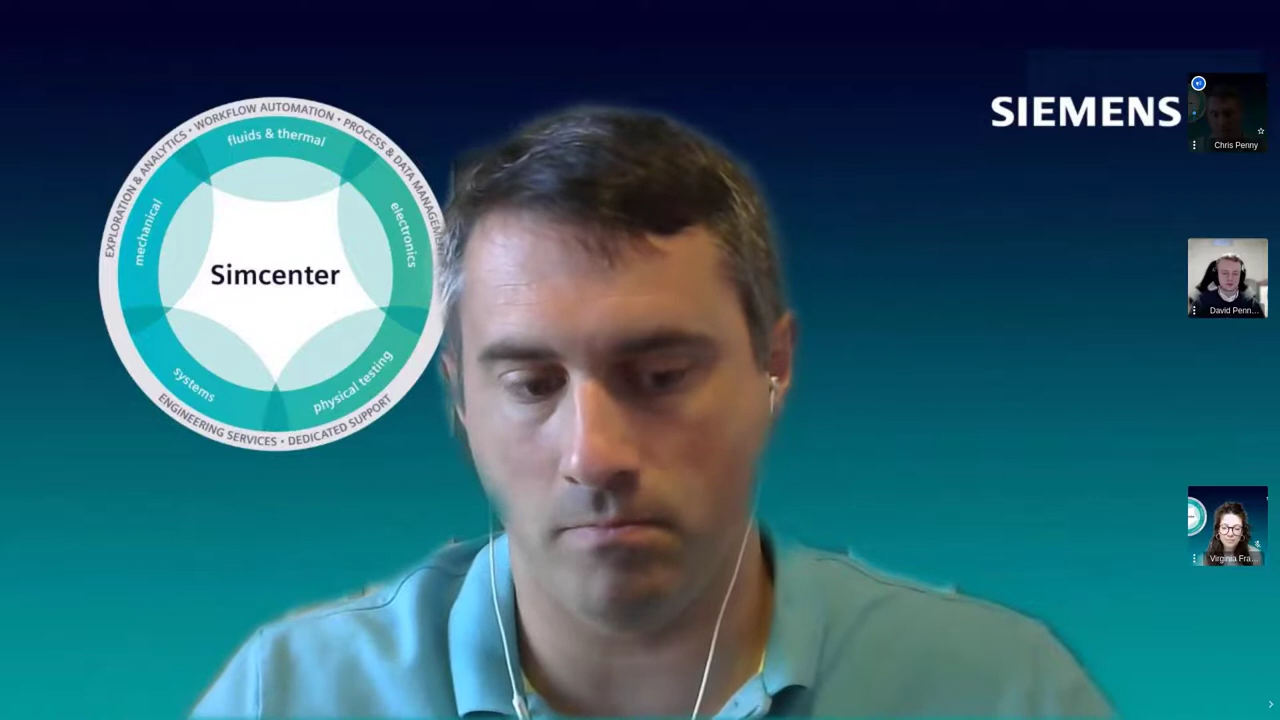 EXPLORATION & ANALYTICS • WORKFLOW AUTOMATION • PROCESS & DATA MANAGEMENT
fluids & thermal
mechanical
electronics
Simcenter
systems
physical testing
ENGINEERING SERVICES • DEDICATED SUPPORT
SIEMENS
Chris Penny
David Penn...
Virginia Fra...